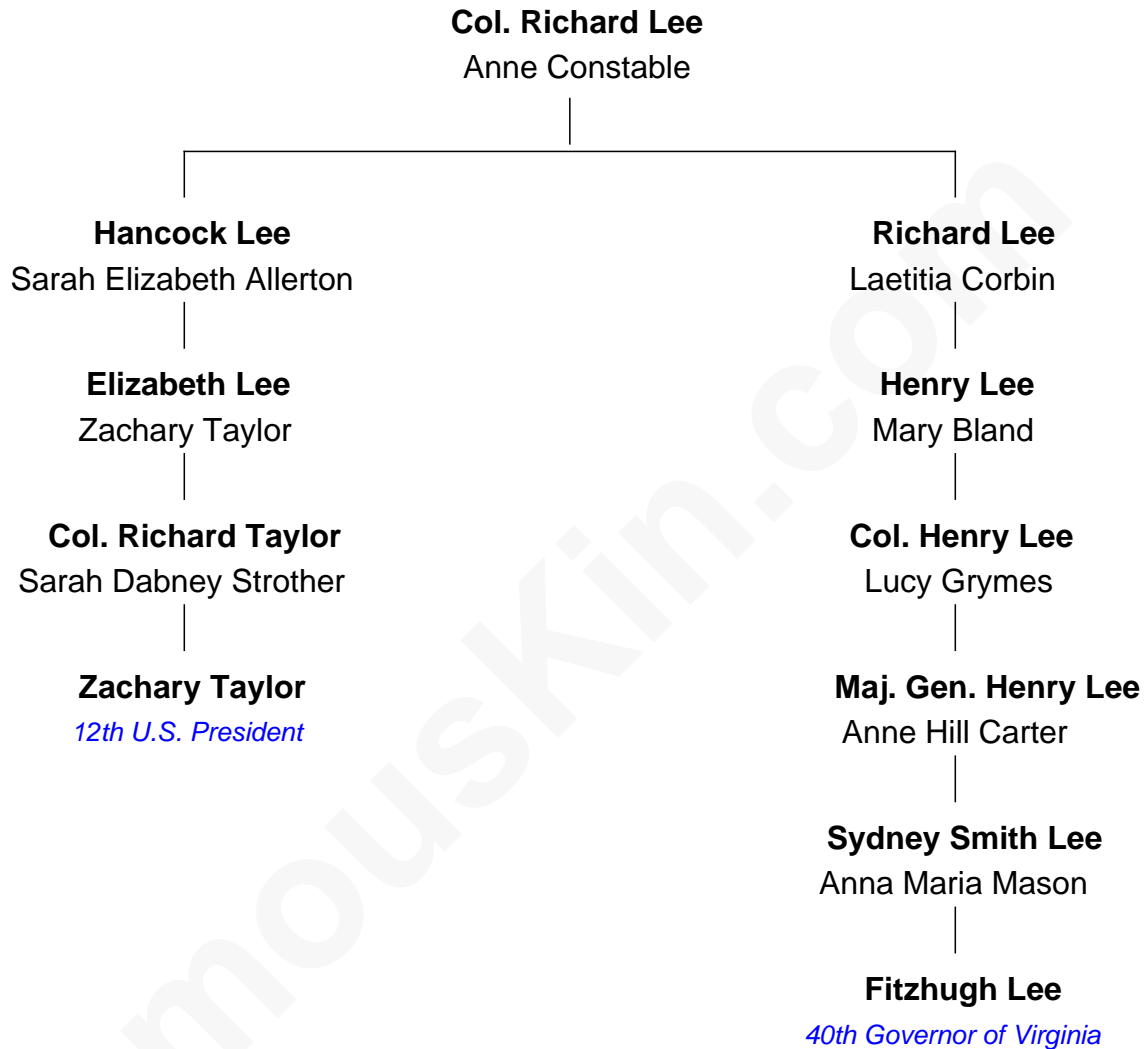 Col. Richard Lee
Anne Constable
Hancock Lee
Sarah Elizabeth Allerton
Elizabeth Lee
Zachary Taylor
Col. Richard Taylor
Sarah Dabney Strother
Zachary Taylor
12th U.S. President
Richard Lee
Laetitia Corbin
Henry Lee
Mary Bland
Col. Henry Lee
Lucy Grymes
Maj. Gen. Henry Lee
Anne Hill Carter
Sydney Smith Lee
Anna Maria Mason
Fitzhugh Lee
40th Governor of Virginia
mouskin.com